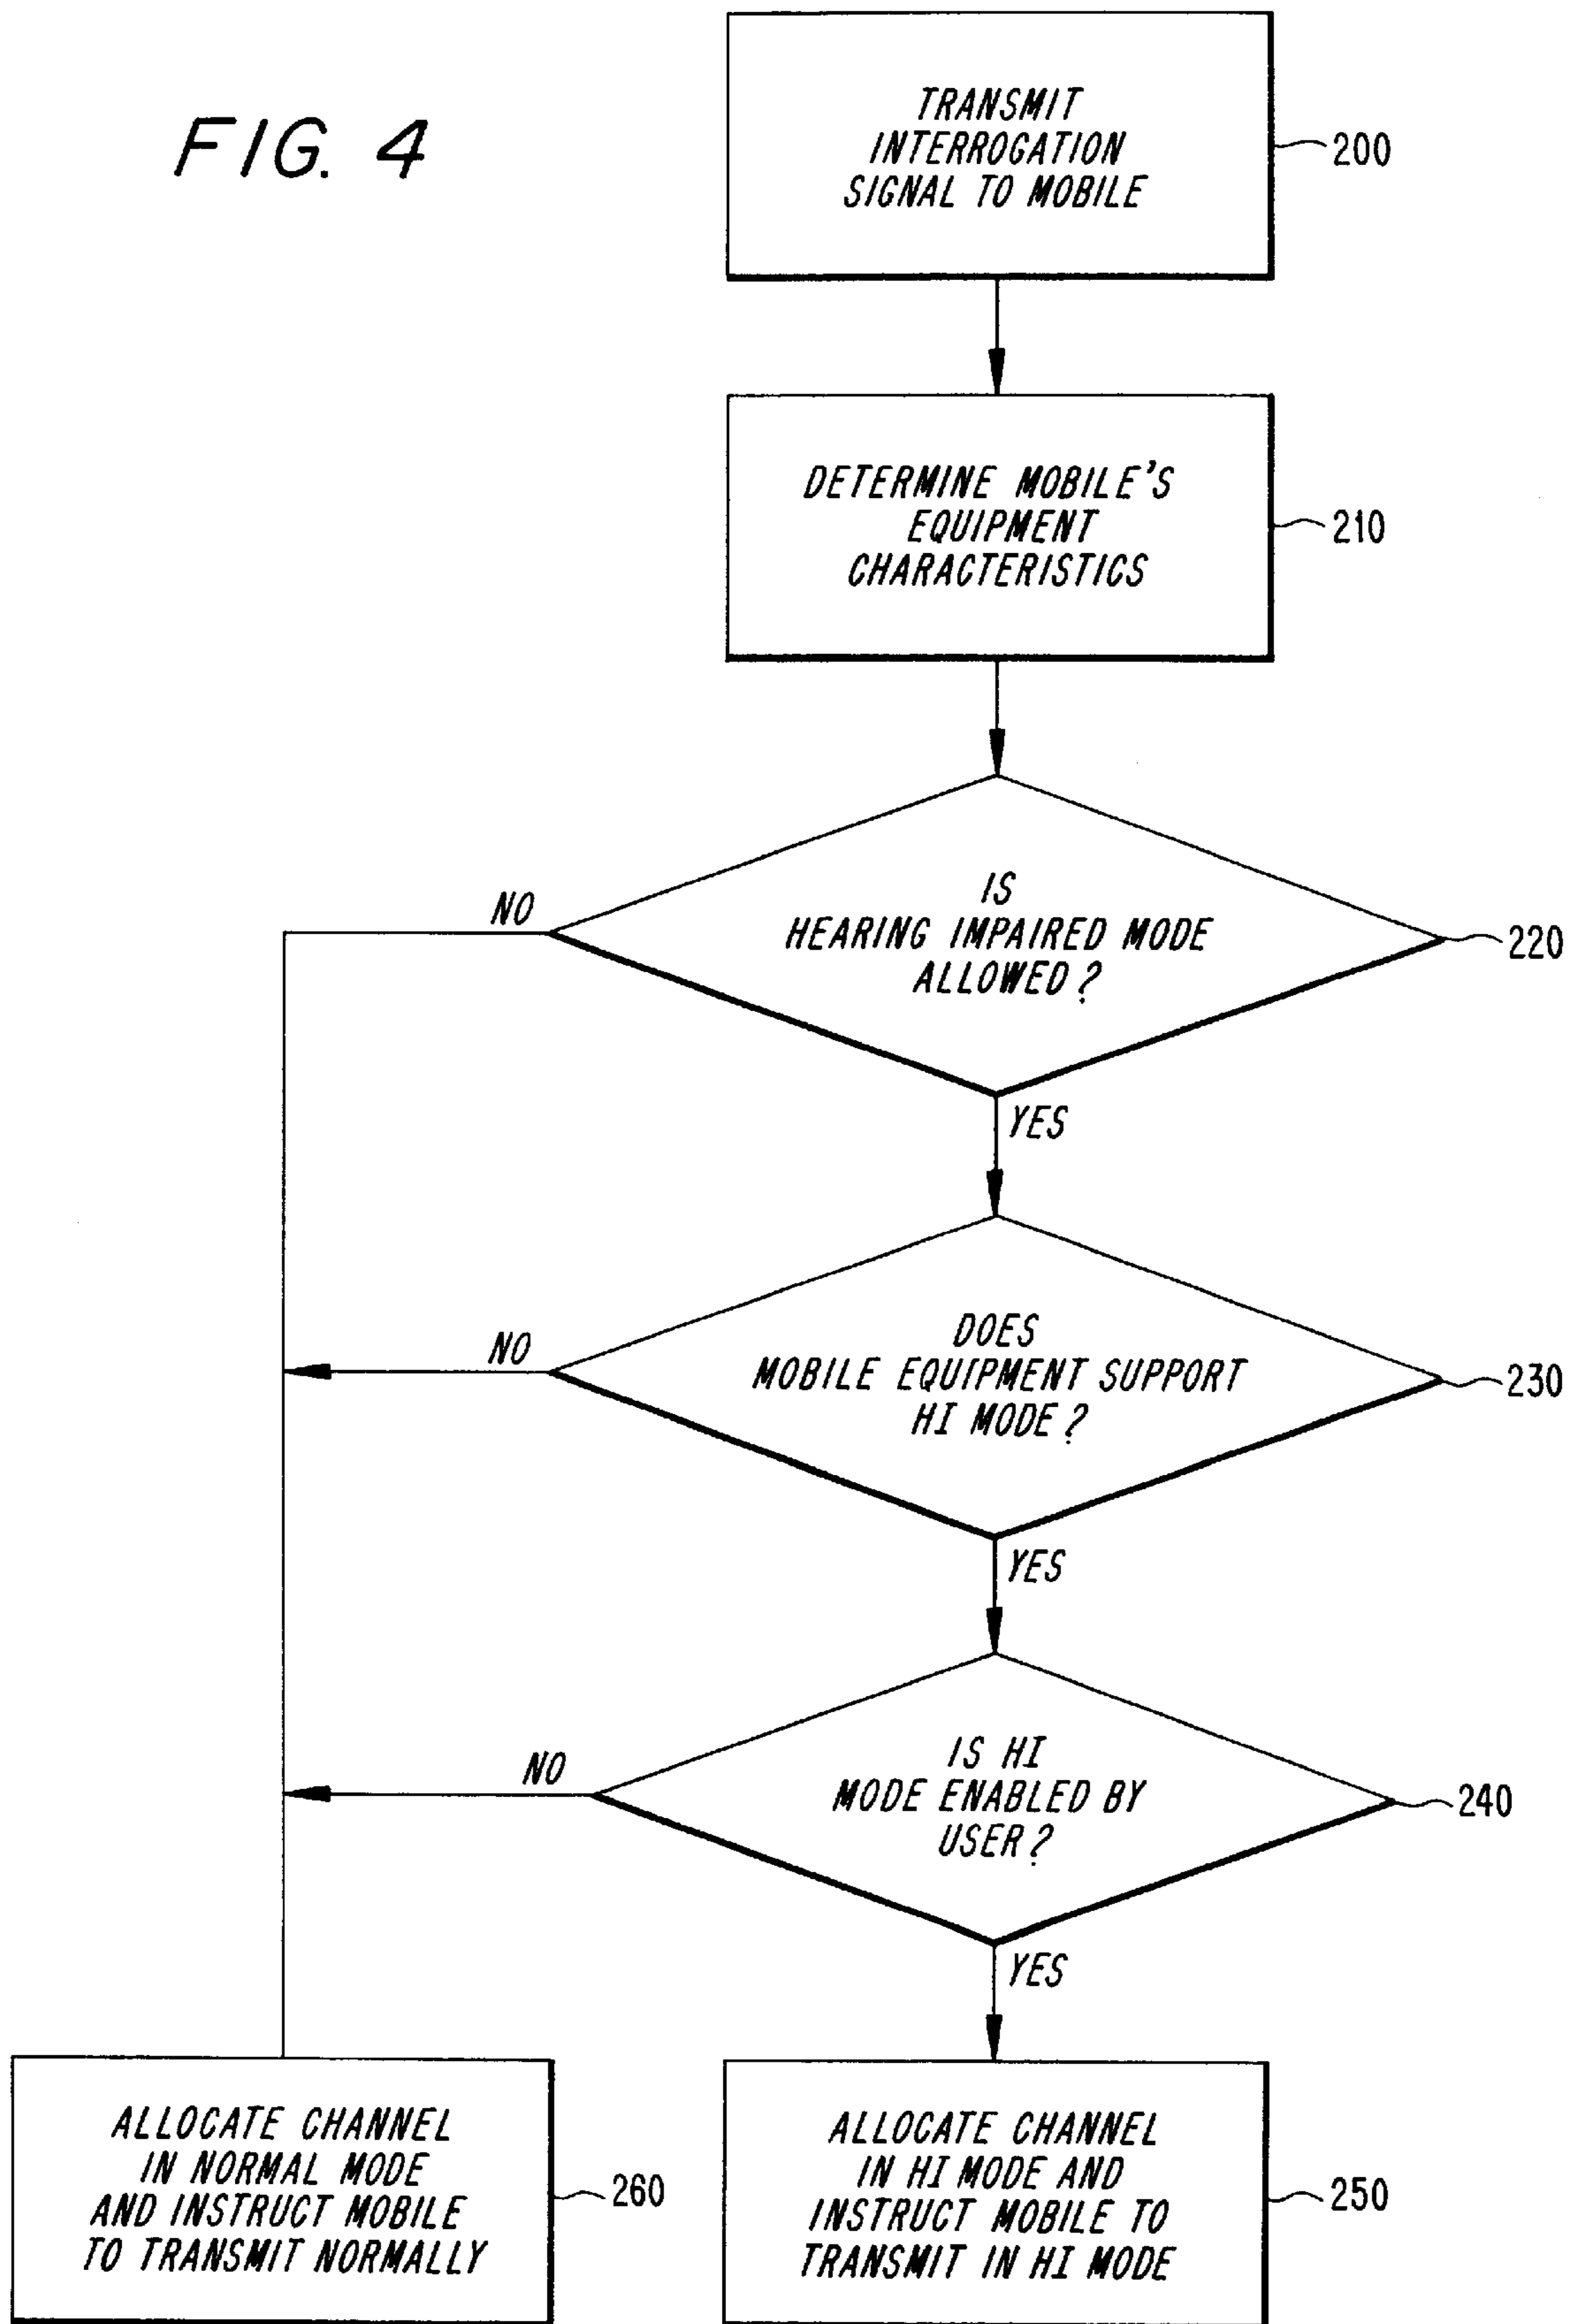 FIG. 4
TRANSMIT
INTERROGATION
SIGNAL TO MOBILE
200
DETERMINE MOBILE'S
EQUIPMENT
CHARACTERISTICS
210
IS
HEARING IMPAIRED MODE
ALLOWED?
220
NO
YES
DOES
MOBILE EQUIPMENT SUPPORT
HI MODE?
230
NO
YES
IS HI
MODE ENABLED BY
USER?
240
NO
YES
ALLOCATE CHANNEL
IN NORMAL MODE
AND INSTRUCT MOBILE
TO TRANSMIT NORMALLY
260
ALLOCATE CHANNEL
IN HI MODE AND
INSTRUCT MOBILE TO
TRANSMIT IN HI MODE
250